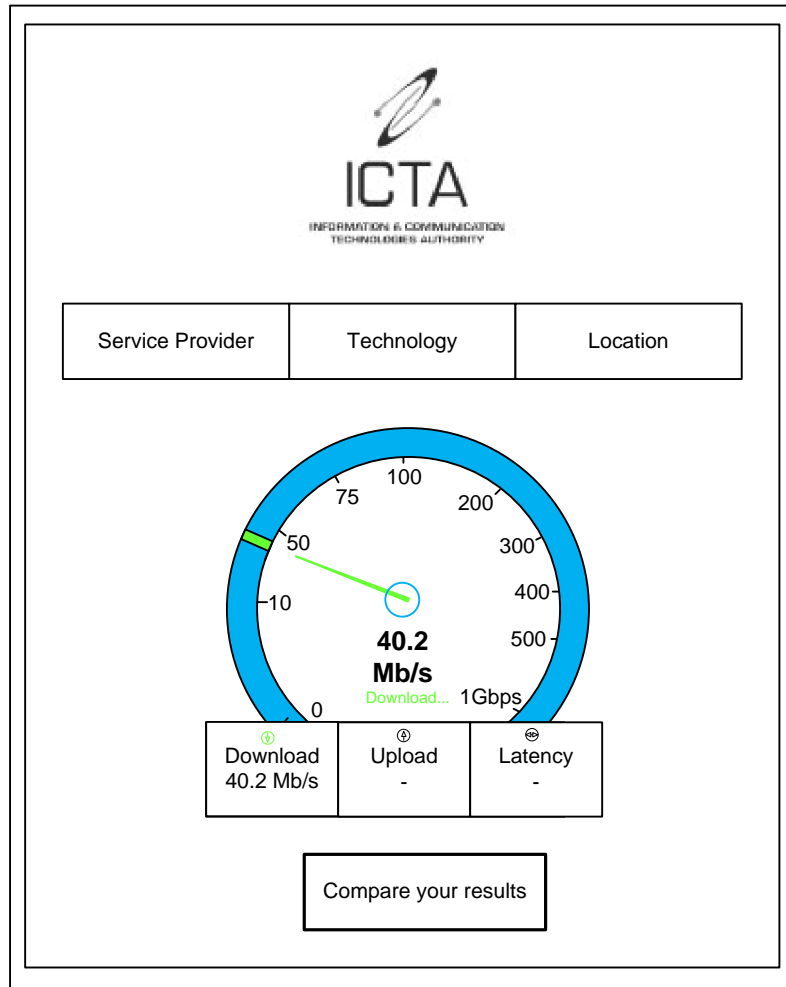 ICTA
INFORMATION & COMMUNICATION
TECHNOLOGIES AUTHORITY
Service Provider
Technology
Location
100
75
200
50
300
400
10
500
40.2
Mb/s
Download...
1Gbps
0
Download
40.2 Mb/s
Upload
-
Latency
-
Compare your results